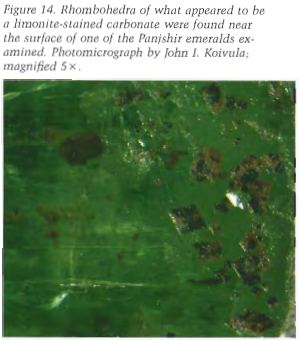 Figure 14. Rhombohedra of what appeared to be
a limonite-stained carbonate were found near
the surface of one of the Panjshir emeralds ex-
amined. Photomicrograph by John I. Koivula;
magnified 5×.